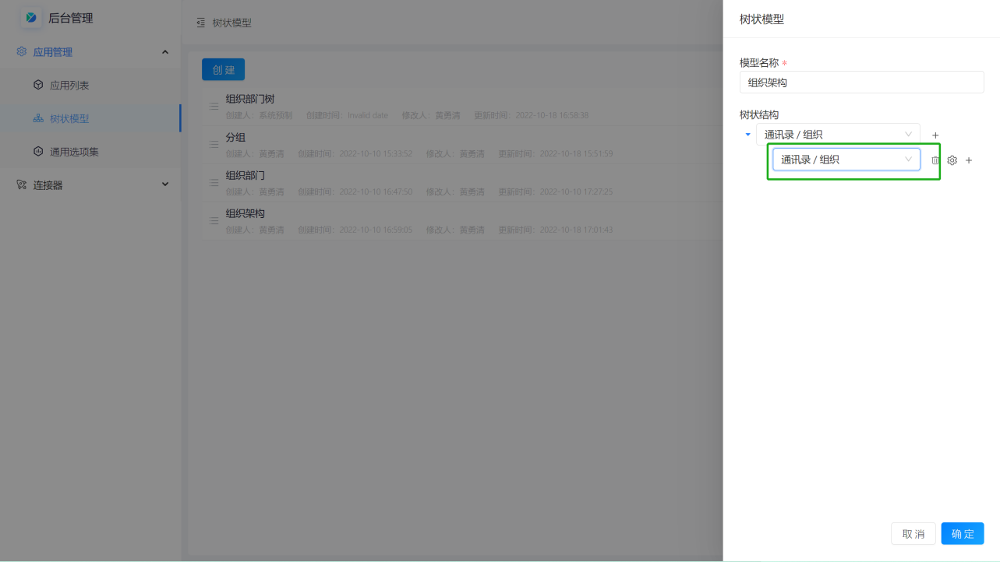 后台管理
应用管理
应用列表
树状模型
通用选项集
连接器
树状模型
创 建
组织部门树
创建人：系统预制 创建时间：Invalid date 修改人：黄勇清 更新时间：2022-10-18 16:58:38
分组
创建人：黄勇清 创建时间：2022-10-10 15:33:52 修改人：黄勇清 更新时间：2022-10-18 15:51:59
组织部门
创建人：黄勇清 创建时间：2022-10-10 16:47:50 修改人：黄勇清 更新时间：2022-10-10 17:27:25
组织架构
创建人：黄勇清 创建时间：2022-10-10 16:59:05 修改人：黄勇清 更新时间：2022-10-18 17:01:43
树状模型
模型名称 *
组织架构
树状结构
通讯录 / 组织
通讯录 / 组织
取 消
确 定